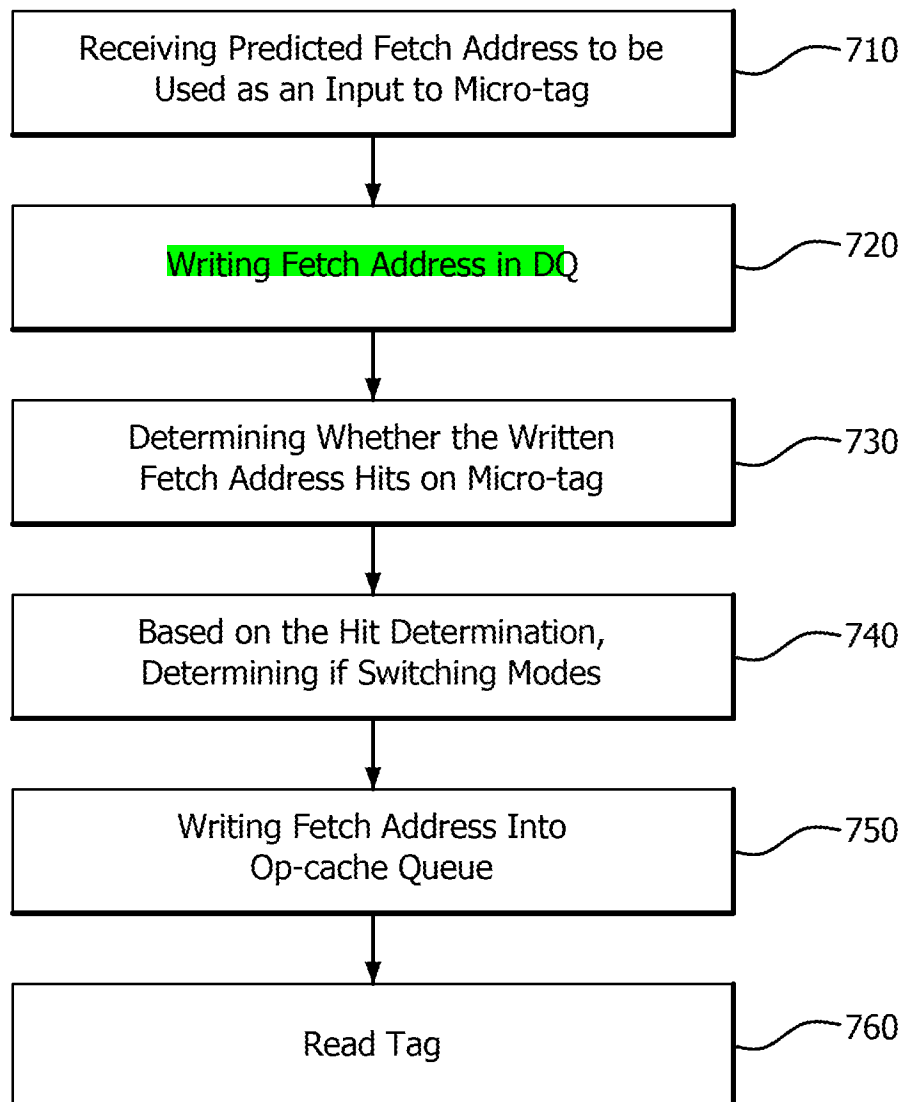 Receiving Predicted Fetch Address to be
Used as an Input to Micro-tag
710
Writing Fetch Address in DQ
720
Determining Whether the Written
Fetch Address Hits on Micro-tag
730
Based on the Hit Determination,
Determining if Switching Modes
740
Writing Fetch Address Into
Op-cache Queue
750
Read Tag
760